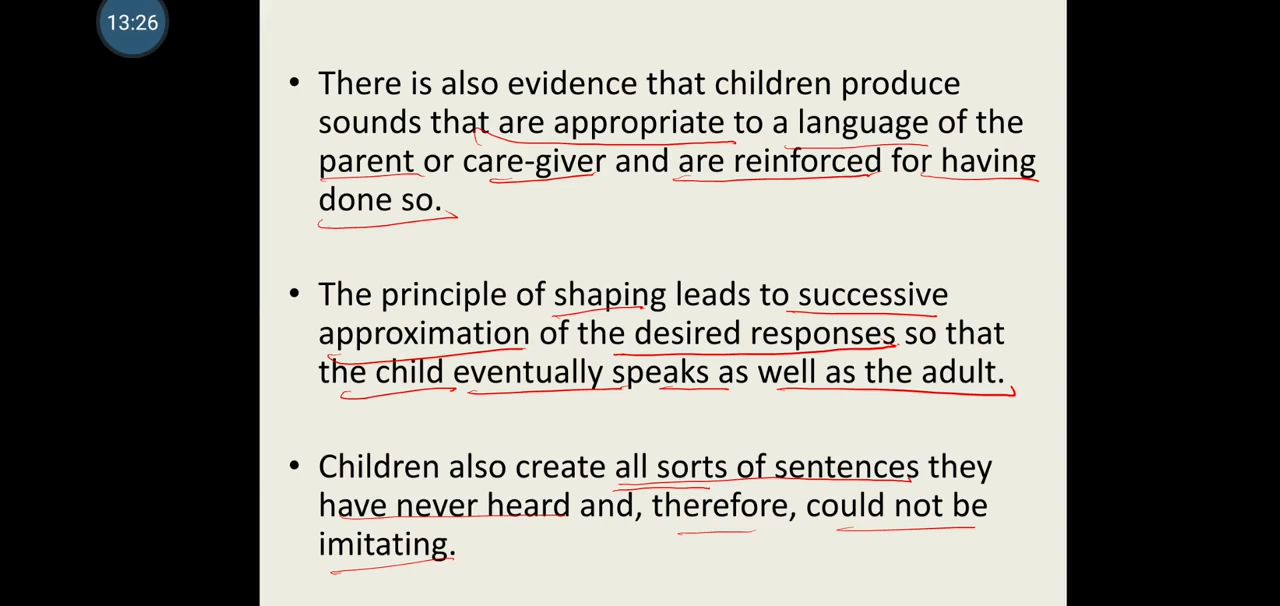 13:26
• There is also evidence that children produce
sounds that are appropriate to a language of the
parent or care-giver and are reinforced for having
done so.
• The principle of shaping leads to successive
approximation of the desired responses so that
the child eventually speaks as well as the adult.
• Children also create all sorts of sentences they
have never heard and, therefore, could not be
imitating.